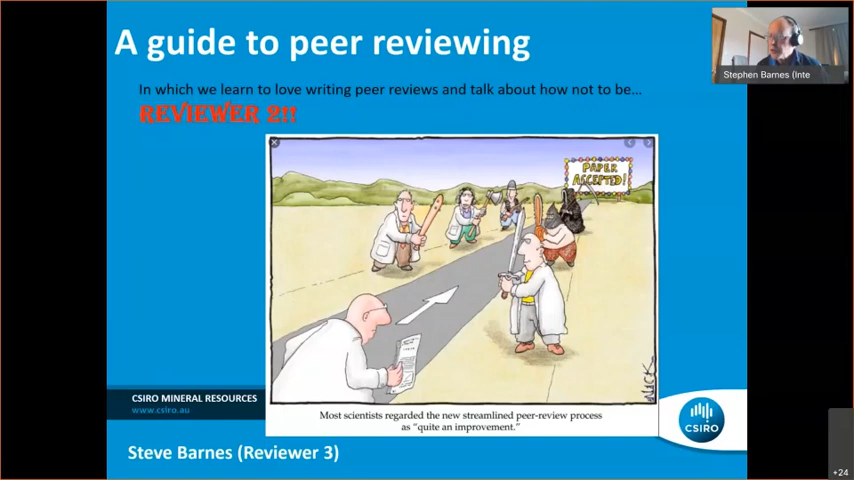 A guide to peer reviewing
Stephen Barnes (Inte
In which we learn to love writing peer reviews and talk about how not to be...
REVIEWER 2!!
PAPER
ACCEPTED!
NICK
Most scientists regarded the new streamlined peer-review process
as "quite an improvement."
CSIRO MINERAL RESOURCES
www.csiro.au
CSIRO
Steve Barnes (Reviewer 3)
+24